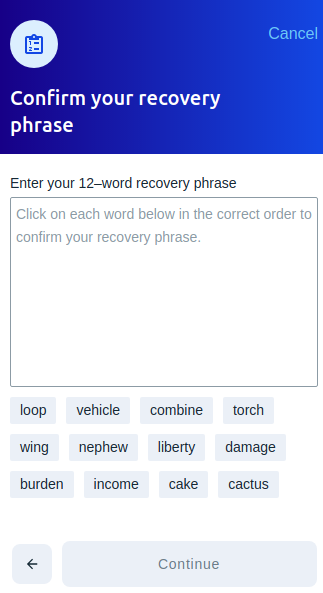 Cancel
Confirm your recovery
phrase
Enter your 12–word recovery phrase
Click on each word below in the correct order to
confirm your recovery phrase.
loop vehicle combine torch
wing nephew liberty damage
burden income cake cactus
Continue